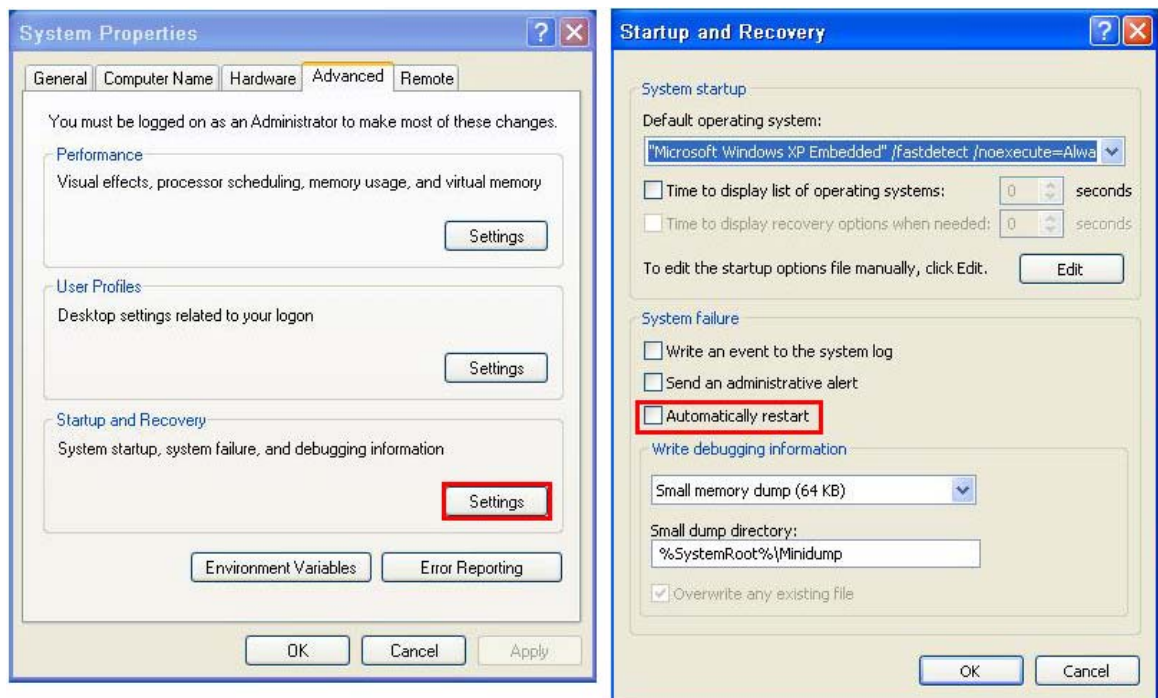 System Properties
General Computer Name Hardware Advanced Remote
You must be logged on as an Administrator to make most of these changes.
Performance
Visual effects, processor scheduling, memory usage, and virtual memory
Settings
User Profiles
Desktop settings related to your logon
Settings
Startup and Recovery
System startup, system failure, and debugging information
Settings
Environment Variables Error Reporting
OK Cancel Apply
Startup and Recovery
System startup
Default operating system:
"Microsoft Windows XP Embedded" /fastdetect /noexecute=Alwa
Time to display list of operating systems: 0 seconds
Time to display recovery options when needed: 0 seconds
To edit the startup options file manually, click Edit. Edit
System failure
Write an event to the system log
Send an administrative alert
Automatically restart
Write debugging information
Small memory dump (64 KB)
Small dump directory:
%SystemRoot%\Minidump
Overwrite any existing file
OK Cancel